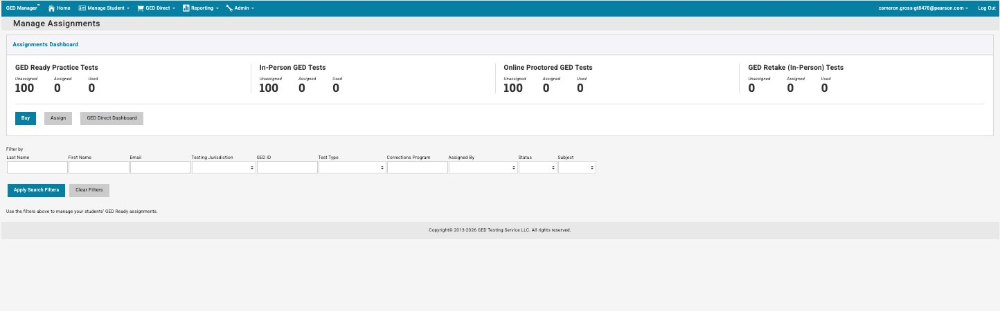 GED Manager™ Home Manage Student GED Direct Reporting Admin cameron.gross-gt8478@pearson.com Log Out
Manage Assignments
Assignments Dashboard
GED Ready Practice Tests In-Person GED Tests Online Proctored GED Tests GED Retake (In-Person) Tests
Unassigned Assigned Used Unassigned Assigned Used Unassigned Assigned Used Unassigned Assigned Used
100 0 0 100 0 0 100 0 0 0 0 0
Buy Assign GED Direct Dashboard
Filter by
Last Name First Name Email Testing Jurisdiction GED ID Test Type Corrections Program Assigned By Status Subject
Apply Search Filters Clear Filters
Use the filters above to manage your students' GED Ready assignments.
Copyright© 2013-2026 GED Testing Service LLC. All rights reserved.